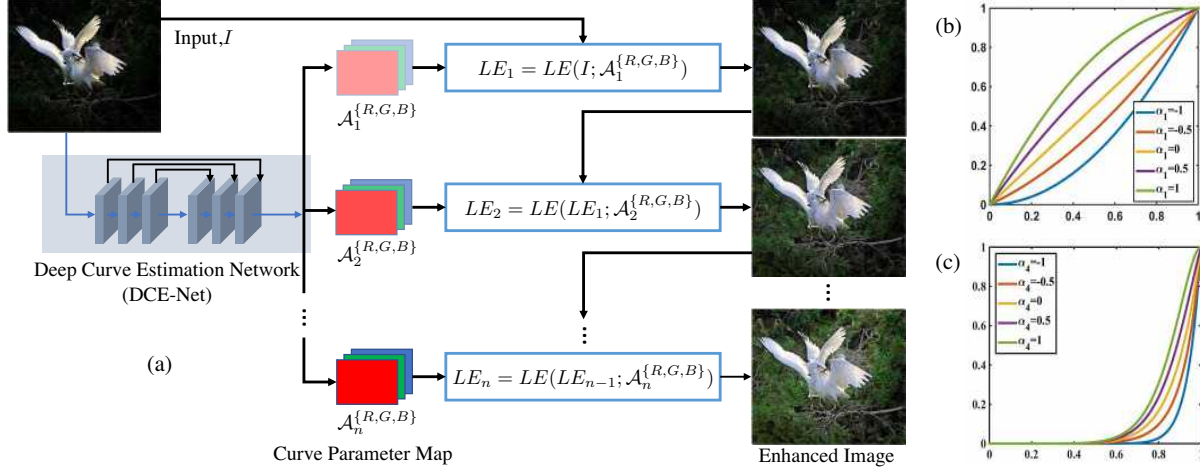 Input,I
𝒜₁^{R,G,B}
LE₁ = LE(I; 𝒜₁^{R,G,B})
Deep Curve Estimation Network
(DCE-Net)
𝒜₂^{R,G,B}
LE₂ = LE(LE₁; 𝒜₂^{R,G,B})
...
...
...
(a)
𝒜ₙ^{R,G,B}
LEₙ = LE(LEₙ₋₁; 𝒜ₙ^{R,G,B})
Curve Parameter Map
Enhanced Image
(b)
1
0.8
0.6
0.4
0.2
0
0 0.2 0.4 0.6 0.8 1
α₁=-1
α₁=-0.5
α₁=0
α₁=0.5
α₁=1
(c)
1
0.8
0.6
0.4
0.2
0
0 0.2 0.4 0.6 0.8 1
α₄=-1
α₄=-0.5
α₄=0
α₄=0.5
α₄=1